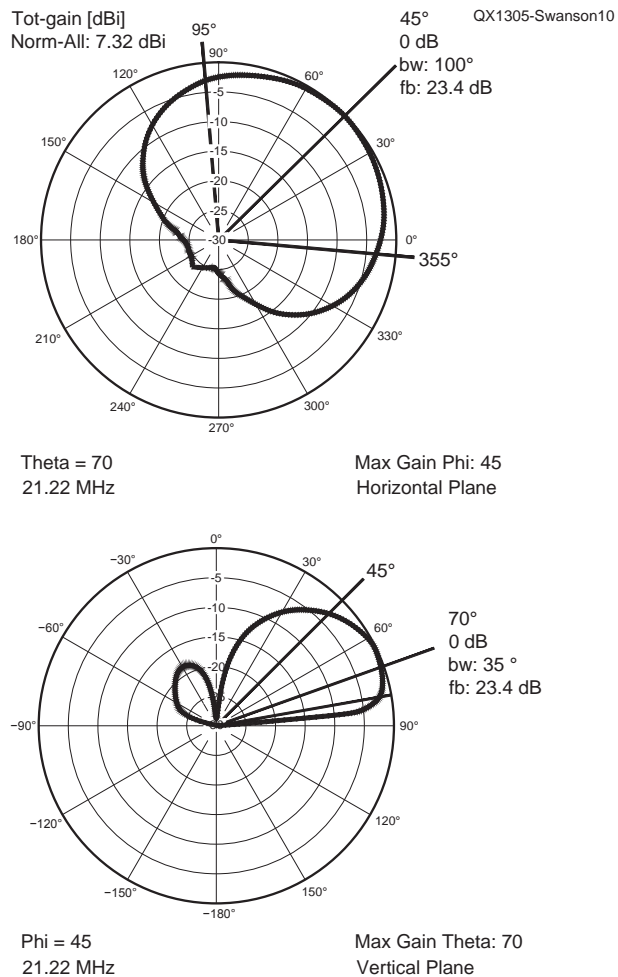 Tot-gain [dBi]
Norm-All: 7.32 dBi
95°
45°
0 dB
bw: 100°
fb: 23.4 dB
QX1305-Swanson10
90°
120°
60°
150°
30°
180°
0°
355°
210°
330°
240°
300°
270°
-5
-10
-15
-20
-25
-30
Theta = 70
21.22 MHz
Max Gain Phi: 45
Horizontal Plane
0°
−30°
30°
45°
−60°
60°
70°
0 dB
bw: 35 °
fb: 23.4 dB
−90°
90°
−120°
120°
−150°
150°
−180°
-5
-10
-15
-20
Phi = 45
21.22 MHz
Max Gain Theta: 70
Vertical Plane